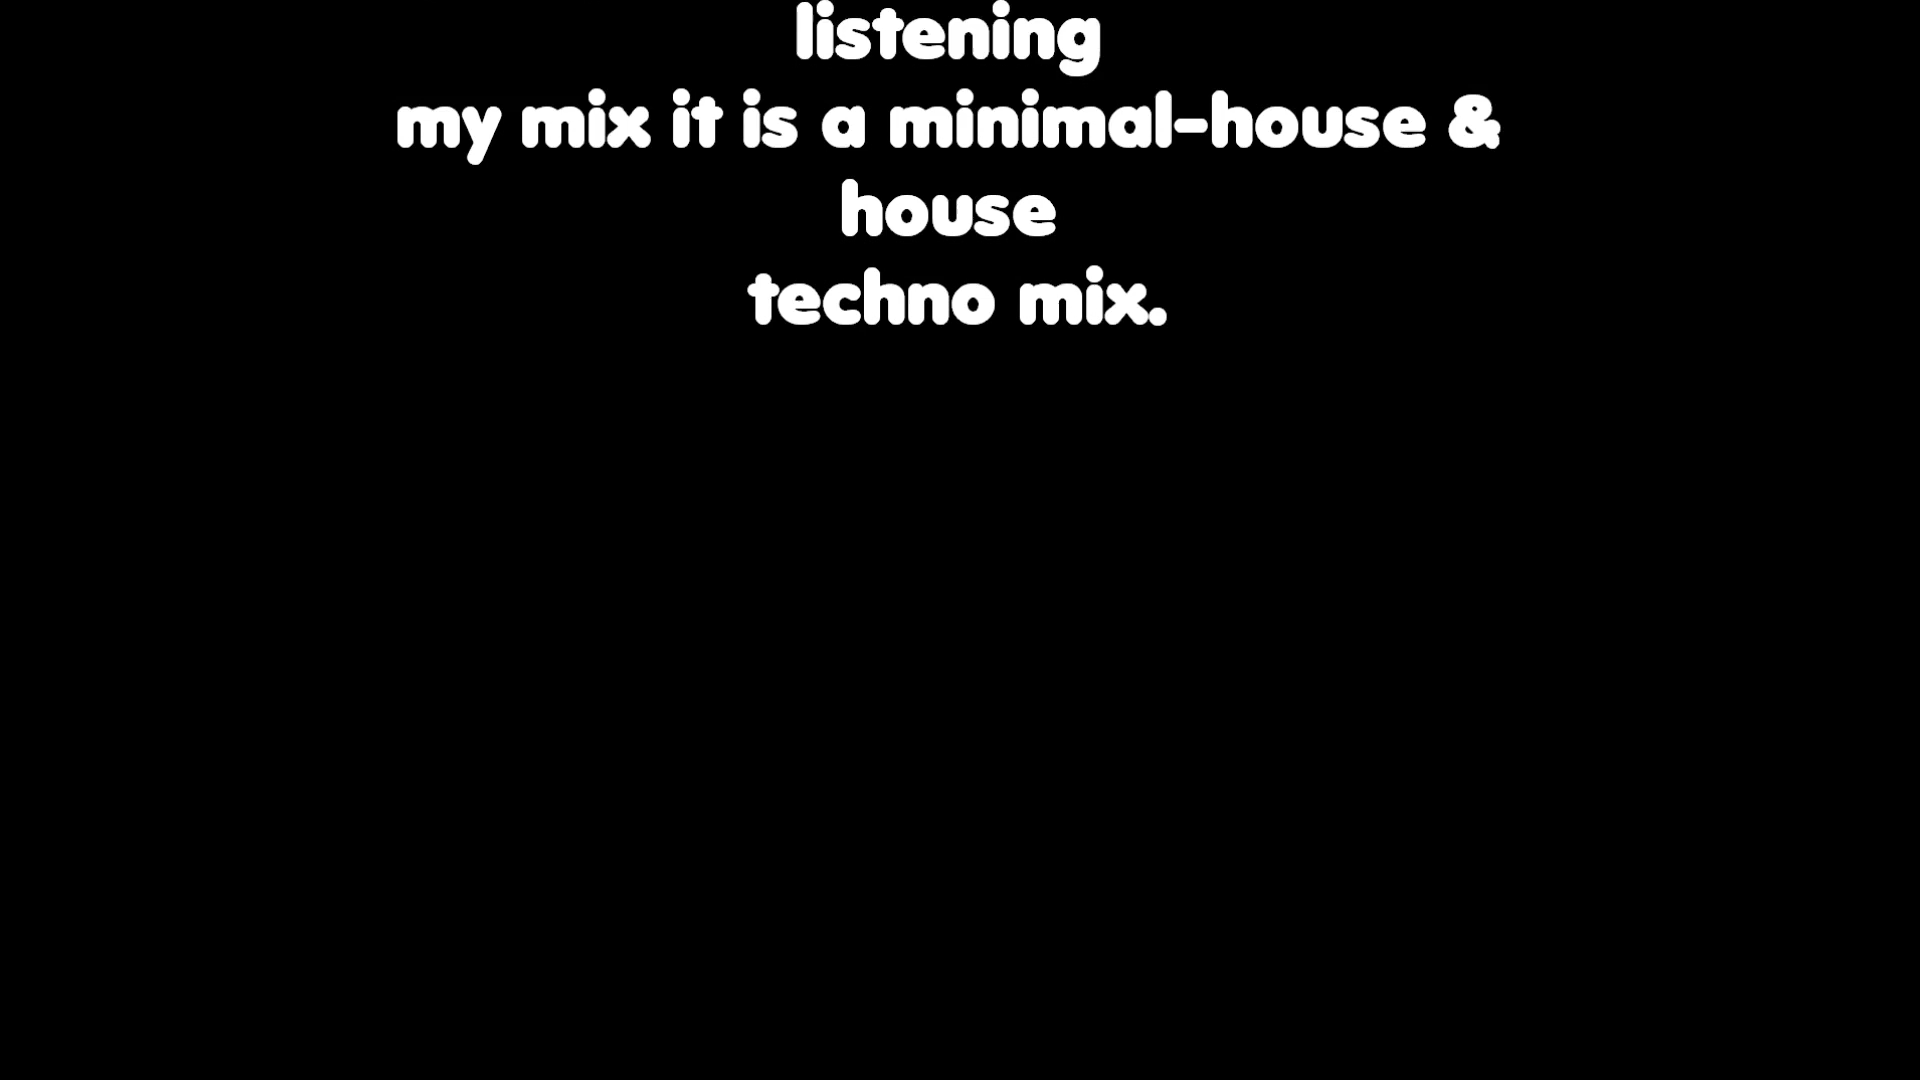 listening
my mix it is a minimal-house &
house
techno mix.